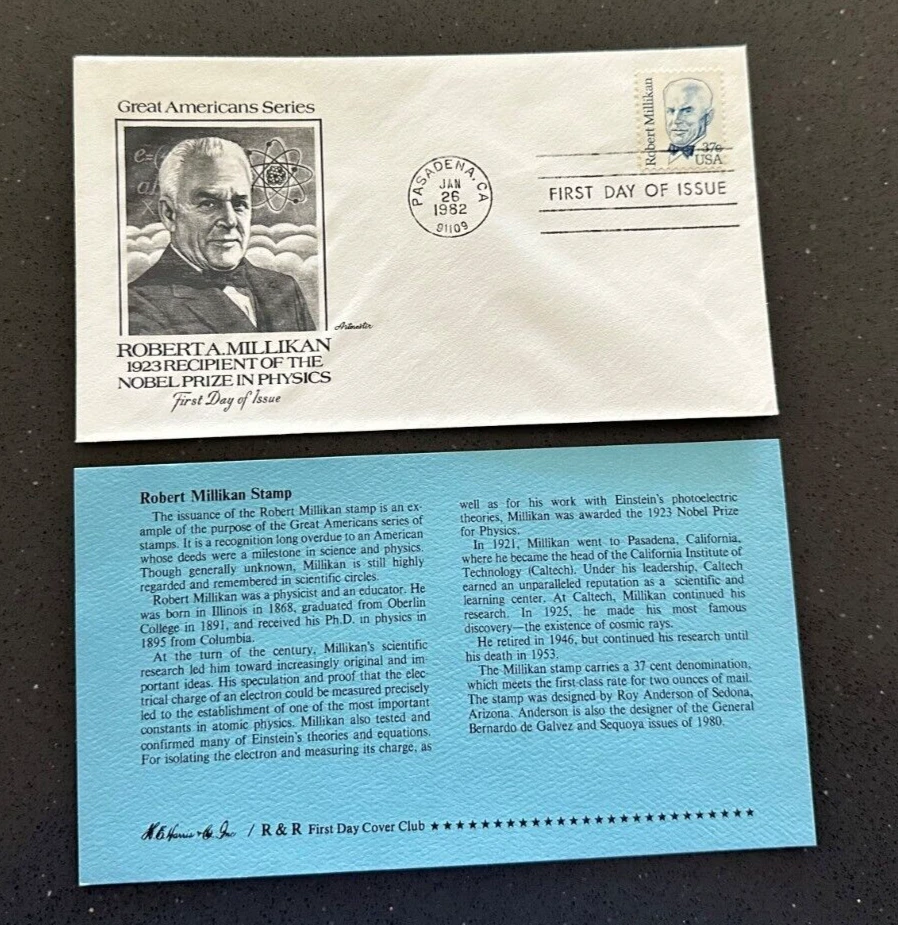 Great Americans Series
e=(
ROBERT A. MILLIKAN
1923 RECIPIENT OF THE
NOBEL PRIZE IN PHYSICS
First Day of Issue
Artmaster
PASADENA, CA
JAN
26
1982
91109
Robert Millikan
37c
USA
FIRST DAY OF ISSUE
Robert Millikan Stamp
The issuance of the Robert Millikan stamp is an ex-
ample of the purpose of the Great Americans series of
stamps. It is a recognition long overdue to an American
whose deeds were a milestone in science and physics.
Though generally unknown, Millikan is still highly
regarded and remembered in scientific circles.
Robert Millikan was a physicist and an educator. He
was born in Illinois in 1868, graduated from Oberlin
College in 1891, and received his Ph.D. in physics in
1895 from Columbia.
At the turn of the century, Millikan's scientific
research led him toward increasingly original and im-
portant ideas. His speculation and proof that the elec-
trical charge of an electron could be measured precisely
led to the establishment of one of the most important
constants in atomic physics. Millikan also tested and
confirmed many of Einstein's theories and equations.
For isolating the electron and measuring its charge, as
well as for his work with Einstein's photoelectric
theories, Millikan was awarded the 1923 Nobel Prize
for Physics.
In 1921, Millikan went to Pasadena, California,
where he became the head of the California Institute of
Technology (Caltech). Under his leadership, Caltech
earned an unparalleled reputation as a scientific and
learning center. At Caltech, Millikan continued his
research. In 1925, he made his most famous
discovery—the existence of cosmic rays.
He retired in 1946, but continued his research until
his death in 1953.
The Millikan stamp carries a 37 cent denomination,
which meets the first-class rate for two ounces of mail.
The stamp was designed by Roy Anderson of Sedona,
Arizona. Anderson is also the designer of the General
Bernardo de Galvez and Sequoya issues of 1980.
H.E. Harris & Co. Inc. / R & R First Day Cover Club ★★★★★★★★★★★★★★★★★★★★★★★★★